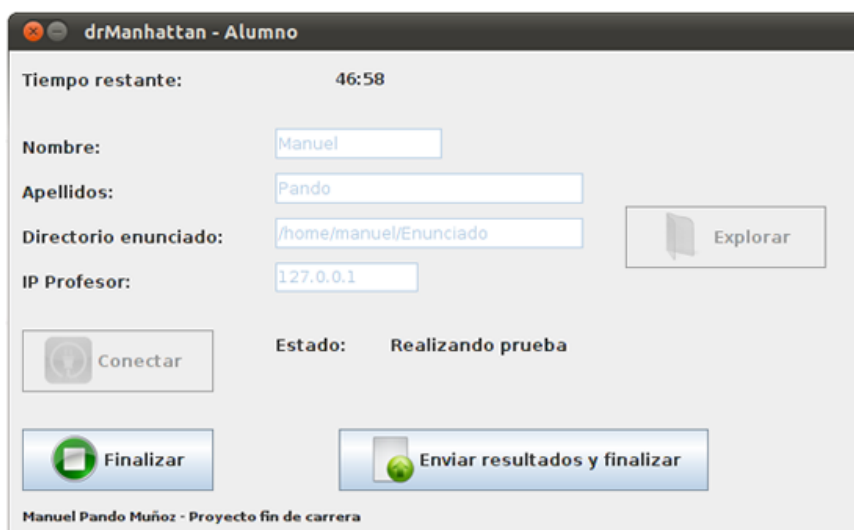 drManhattan - Alumno
Tiempo restante: 46:58
Nombre: Manuel
Apellidos: Pando
Directorio enunciado: /home/manuel/Enunciado
Explorar
IP Profesor: 127.0.0.1
Conectar
Estado: Realizando prueba
Finalizar
Enviar resultados y finalizar
Manuel Pando Muñoz - Proyecto fin de carrera